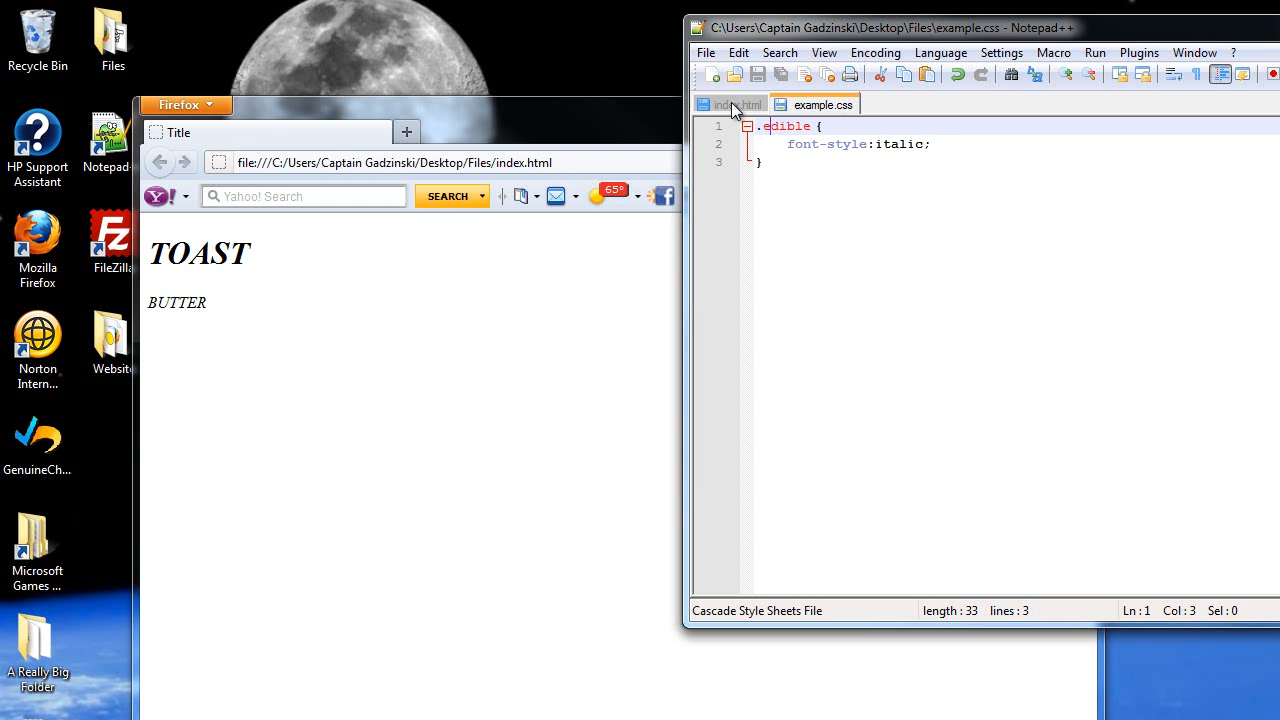 Recycle Bin
Files
HP Support
Assistant
Notepad-
Mozilla
Firefox
FileZilla
Norton
Intern...
Website
GenuineCh...
Microsoft
Games ...
A Really Big
Folder
Firefox
Title
file:///C:/Users/Captain Gadzinski/Desktop/Files/index.html
Y!
Yahoo! Search
SEARCH
65°
TOAST
BUTTER
C:\Users\Captain Gadzinski\Desktop\Files\example.css - Notepad++
File Edit Search View Encoding Language Settings Macro Run Plugins Window ?
index.html
example.css
1 .edible {
2 font-style:italic;
3 }
Cascade Style Sheets File
length : 33 lines : 3
Ln : 1 Col : 3 Sel : 0